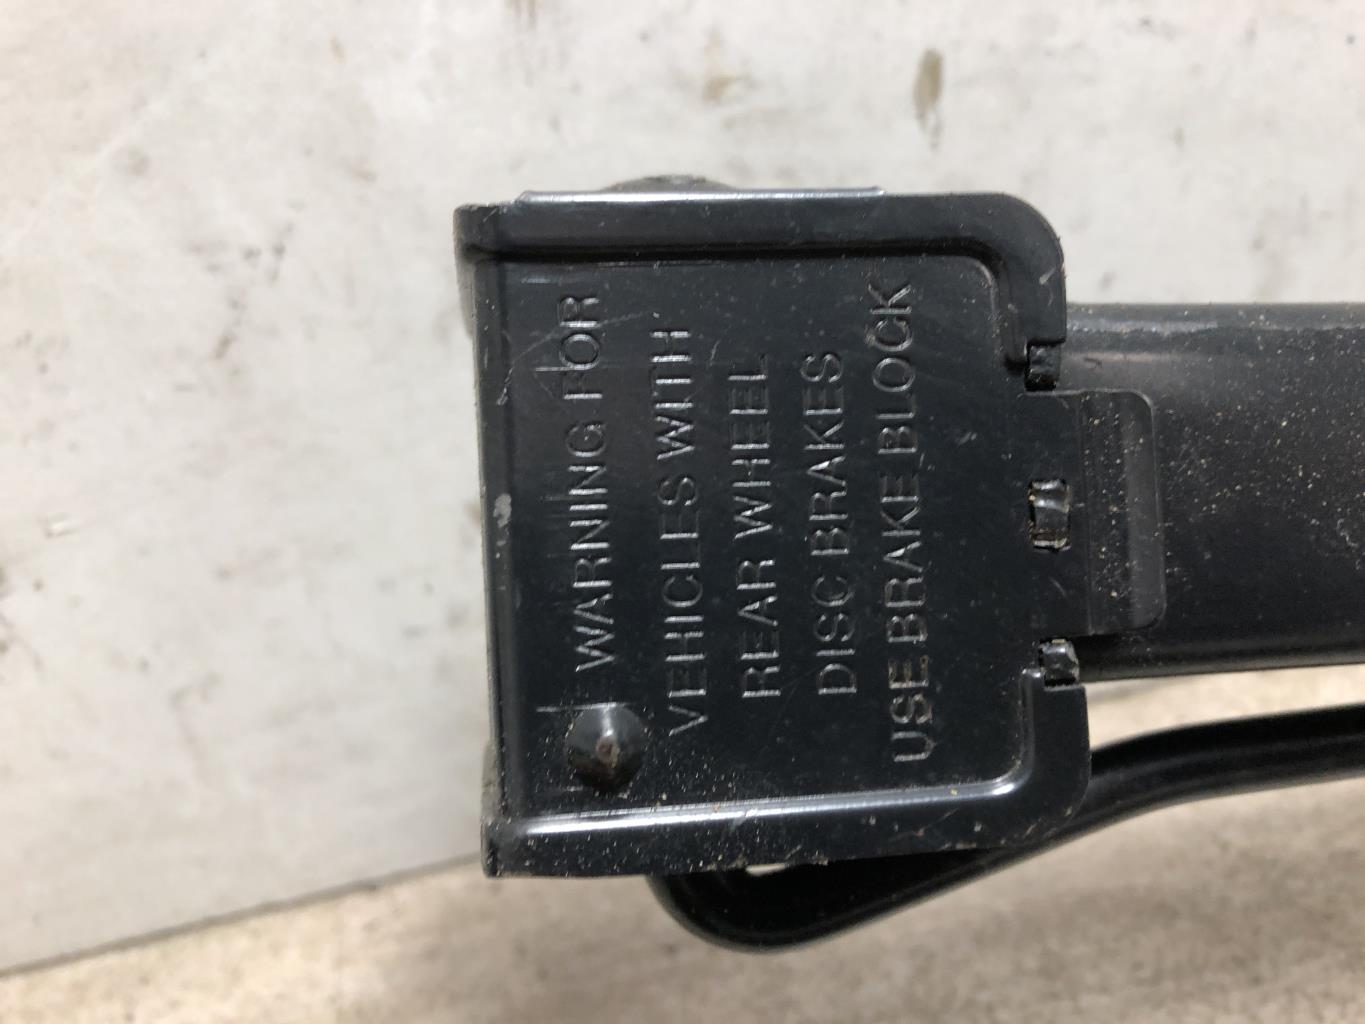 WARNING FOR
VEHICLES WITH
REAR WHEEL
DISC BRAKES
USE BRAKE BLOCK